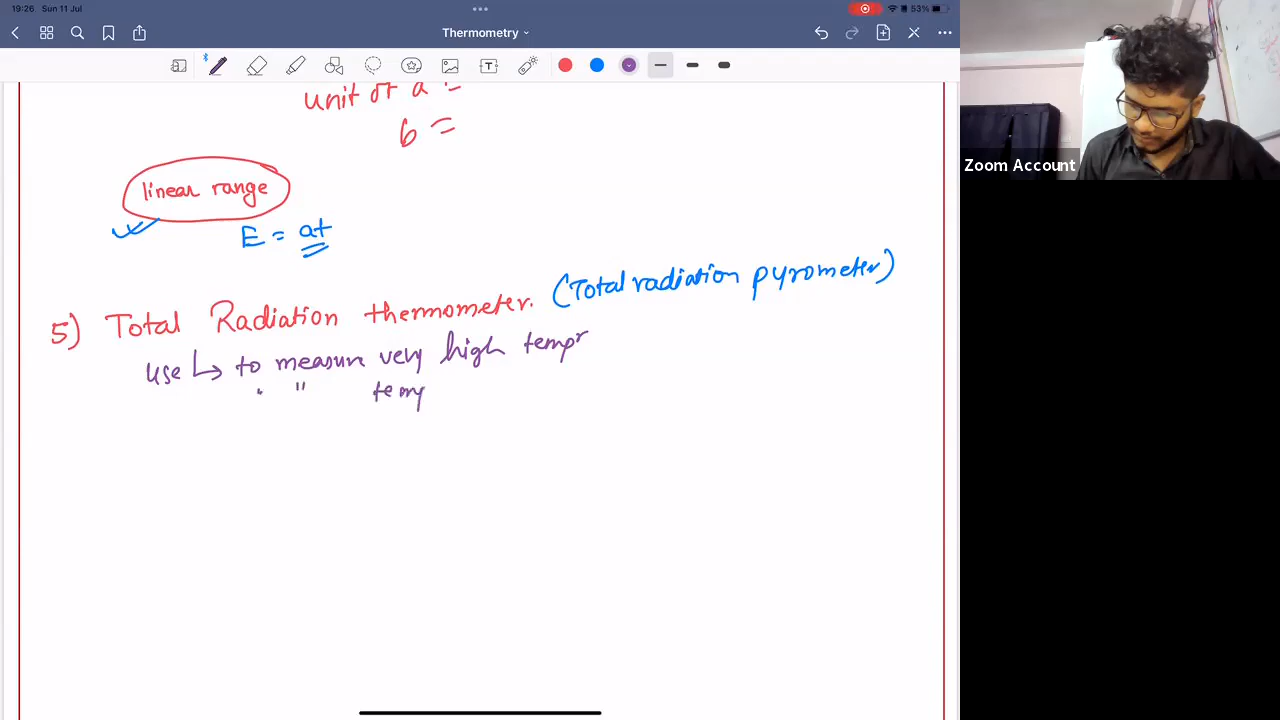 19:26 Sun 11 Jul
53%
Thermometry
unit of a =
b =
linear range
E = at
5) Total Radiation thermometer. (Total radiation pyrometer)
use ↳ to measure very high tempr
" " temp
Zoom Account